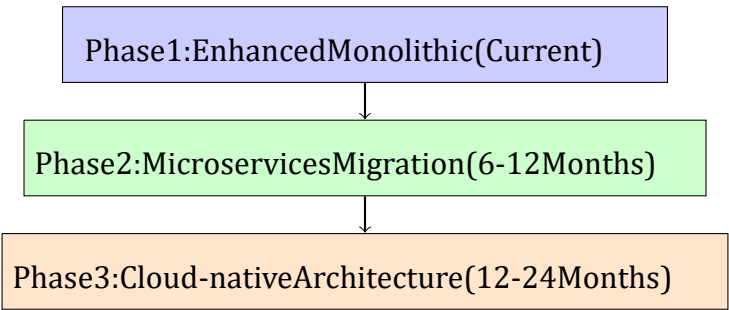 Phase1:EnhancedMonolithic(Current)
Phase2:MicroservicesMigration(6-12Months)
Phase3:Cloud-nativeArchitecture(12-24Months)